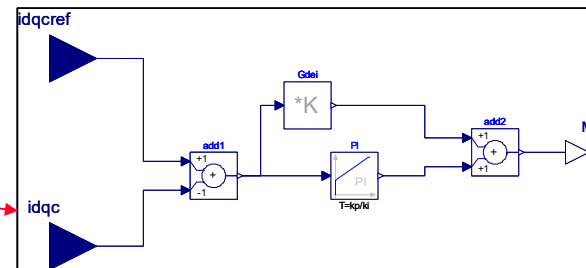 idqcref
Gdei
*K
add1
+1
+
-1
PI
PI
T=kp/ki
add2
+1
+
+1
idqc